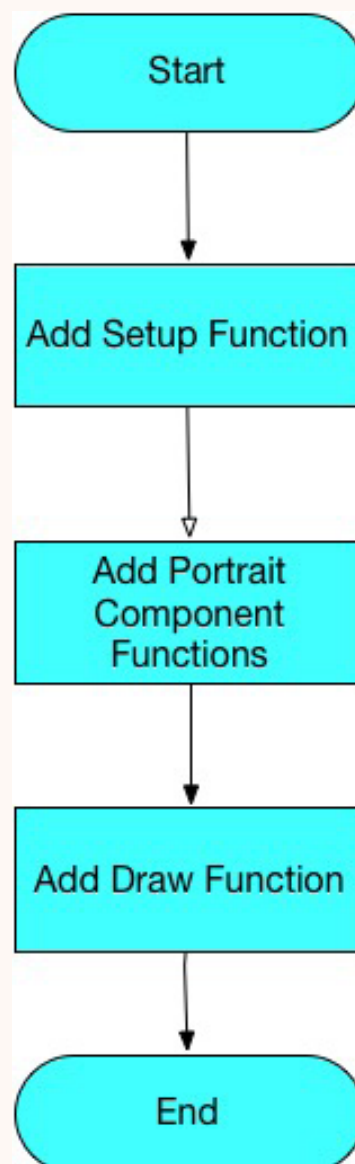 Start
Add Setup Function
Add Portrait
Component
Functions
Add Draw Function
End